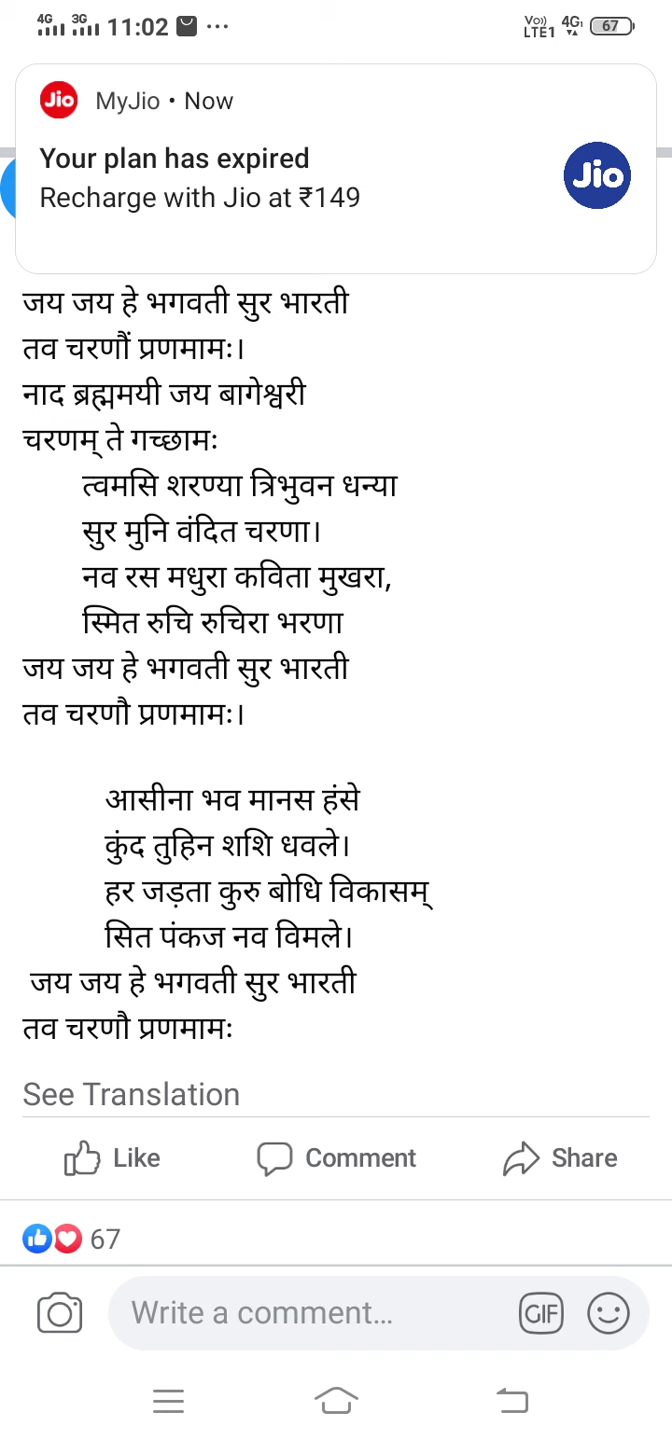 4G 3G 11:02 ... Vo)) LTE1 4G 67
Jio MyJio • Now
Your plan has expired
Recharge with Jio at ₹149
Jio
जय जय हे भगवती सुर भारती
तव चरणौं प्रणमामः।
नाद ब्रह्ममयी जय बागेश्वरी
चरणम् ते गच्छामः
त्वमसि शरण्या त्रिभुवन धन्या
सुर मुनि वंदित चरणा।
नव रस मधुरा कविता मुखरा,
स्मित रुचि रुचिरा भरणा
जय जय हे भगवती सुर भारती
तव चरणौ प्रणमामः।
आसीना भव मानस हंसे
कुंद तुहिन शशि धवले।
हर जड़ता कुरु बोधि विकासम्
सित पंकज नव विमले।
जय जय हे भगवती सुर भारती
तव चरणौ प्रणमामः
See Translation
Like Comment Share
67
Write a comment... GIF